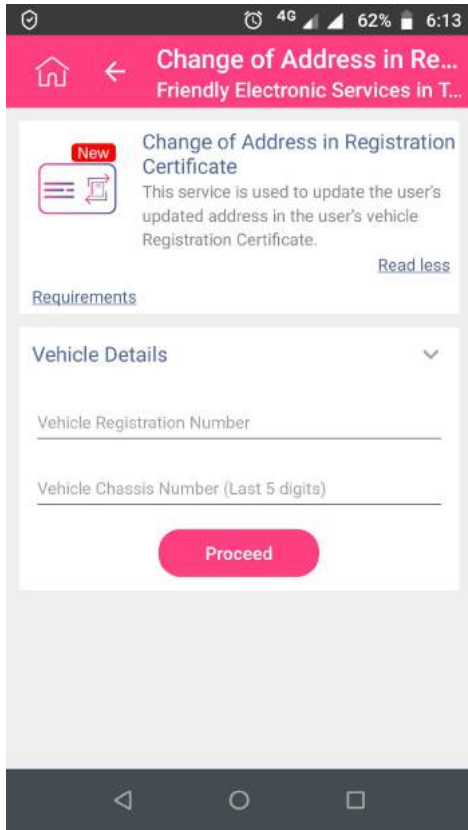 4G 62% 6:13
Change of Address in Re...
Friendly Electronic Services in T...
New
Change of Address in Registration
Certificate
This service is used to update the user's
updated address in the user's vehicle
Registration Certificate.
Read less
Requirements
Vehicle Details
Vehicle Registration Number
Vehicle Chassis Number (Last 5 digits)
Proceed